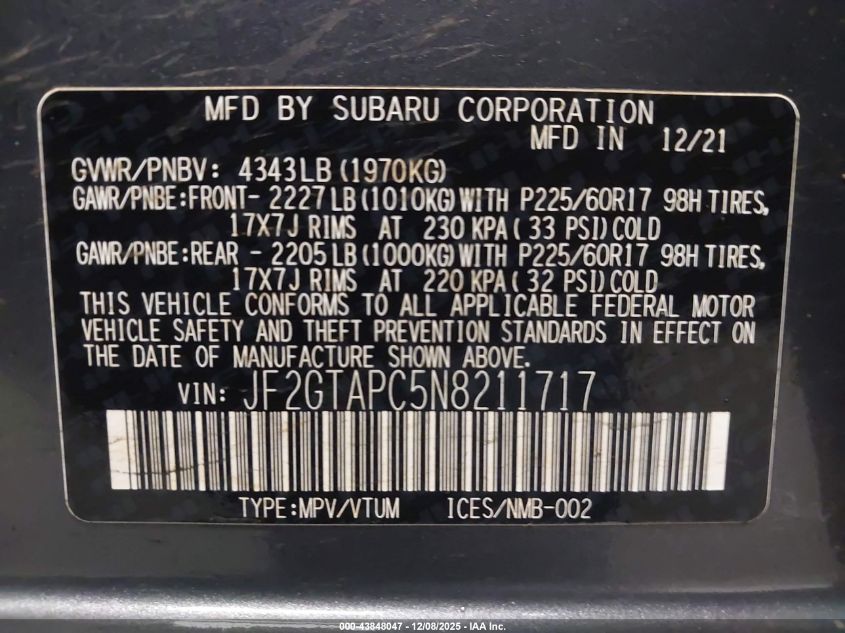 MFD BY SUBARU CORPORATION
MFD IN 12/21
GVWR/PNBV: 4343LB (1970KG)
GAWR/PNBE:FRONT- 2227LB(1010KG)WITH P225/60R17 98H TIRES,
17X7J RIMS AT 230 KPA( 33 PSI)COLD
GAWR/PNBE:REAR - 2205LB(1000KG)WITH P225/60R17 98H TIRES,
17X7J RIMS AT 220 KPA( 32 PSI)COLD
THIS VEHICLE CONFORMS TO ALL APPLICABLE FEDERAL MOTOR
VEHICLE SAFETY AND THEFT PREVENTION STANDARDS IN EFFECT ON
THE DATE OF MANUFACTURE SHOWN ABOVE.
VIN: JF2GTAPC5N8211717
TYPE:MPV/VTUM ICES/NMB-002
000-43848047 - 12/08/2025 - IAA Inc.